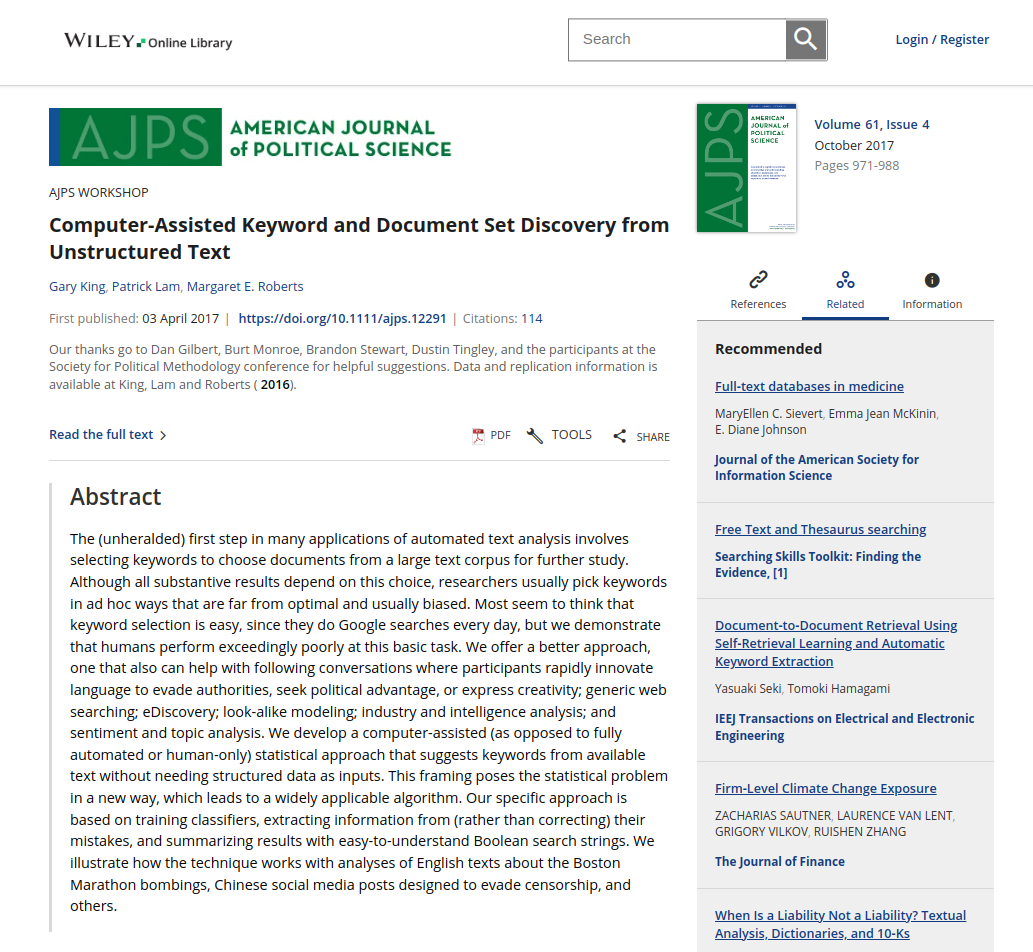 WILEY Online Library
Search
Login / Register
AJPS AMERICAN JOURNAL
of POLITICAL SCIENCE
AJPS WORKSHOP
Computer-Assisted Keyword and Document Set Discovery from
Unstructured Text
Gary King, Patrick Lam, Margaret E. Roberts
First published: 03 April 2017 | https://doi.org/10.1111/ajps.12291 | Citations: 114
Our thanks go to Dan Gilbert, Burt Monroe, Brandon Stewart, Dustin Tingley, and the participants at the
Society for Political Methodology conference for helpful suggestions. Data and replication information is
available at King, Lam and Roberts ( 2016).
Read the full text
PDF TOOLS SHARE
Abstract
The (unheralded) first step in many applications of automated text analysis involves
selecting keywords to choose documents from a large text corpus for further study.
Although all substantive results depend on this choice, researchers usually pick keywords
in ad hoc ways that are far from optimal and usually biased. Most seem to think that
keyword selection is easy, since they do Google searches every day, but we demonstrate
that humans perform exceedingly poorly at this basic task. We offer a better approach,
one that also can help with following conversations where participants rapidly innovate
language to evade authorities, seek political advantage, or express creativity; generic web
searching; eDiscovery; look-alike modeling; industry and intelligence analysis; and
sentiment and topic analysis. We develop a computer-assisted (as opposed to fully
automated or human-only) statistical approach that suggests keywords from available
text without needing structured data as inputs. This framing poses the statistical problem
in a new way, which leads to a widely applicable algorithm. Our specific approach is
based on training classifiers, extracting information from (rather than correcting) their
mistakes, and summarizing results with easy-to-understand Boolean search strings. We
illustrate how the technique works with analyses of English texts about the Boston
Marathon bombings, Chinese social media posts designed to evade censorship, and
others.
AJPS
AMERICAN
JOURNAL of
POLITICAL
SCIENCE
Volume 61, Issue 4
October 2017
Pages 971-988
References
Related
Information
Recommended
Full-text databases in medicine
MaryEllen C. Sievert, Emma Jean McKinin,
E. Diane Johnson
Journal of the American Society for
Information Science
Free Text and Thesaurus searching
Searching Skills Toolkit: Finding the
Evidence, [1]
Document-to-Document Retrieval Using
Self-Retrieval Learning and Automatic
Keyword Extraction
Yasuaki Seki, Tomoki Hamagami
IEEJ Transactions on Electrical and Electronic
Engineering
Firm-Level Climate Change Exposure
ZACHARIAS SAUTNER, LAURENCE VAN LENT,
GRIGORY VILKOV, RUISHEN ZHANG
The Journal of Finance
When Is a Liability Not a Liability? Textual
Analysis, Dictionaries, and 10-Ks